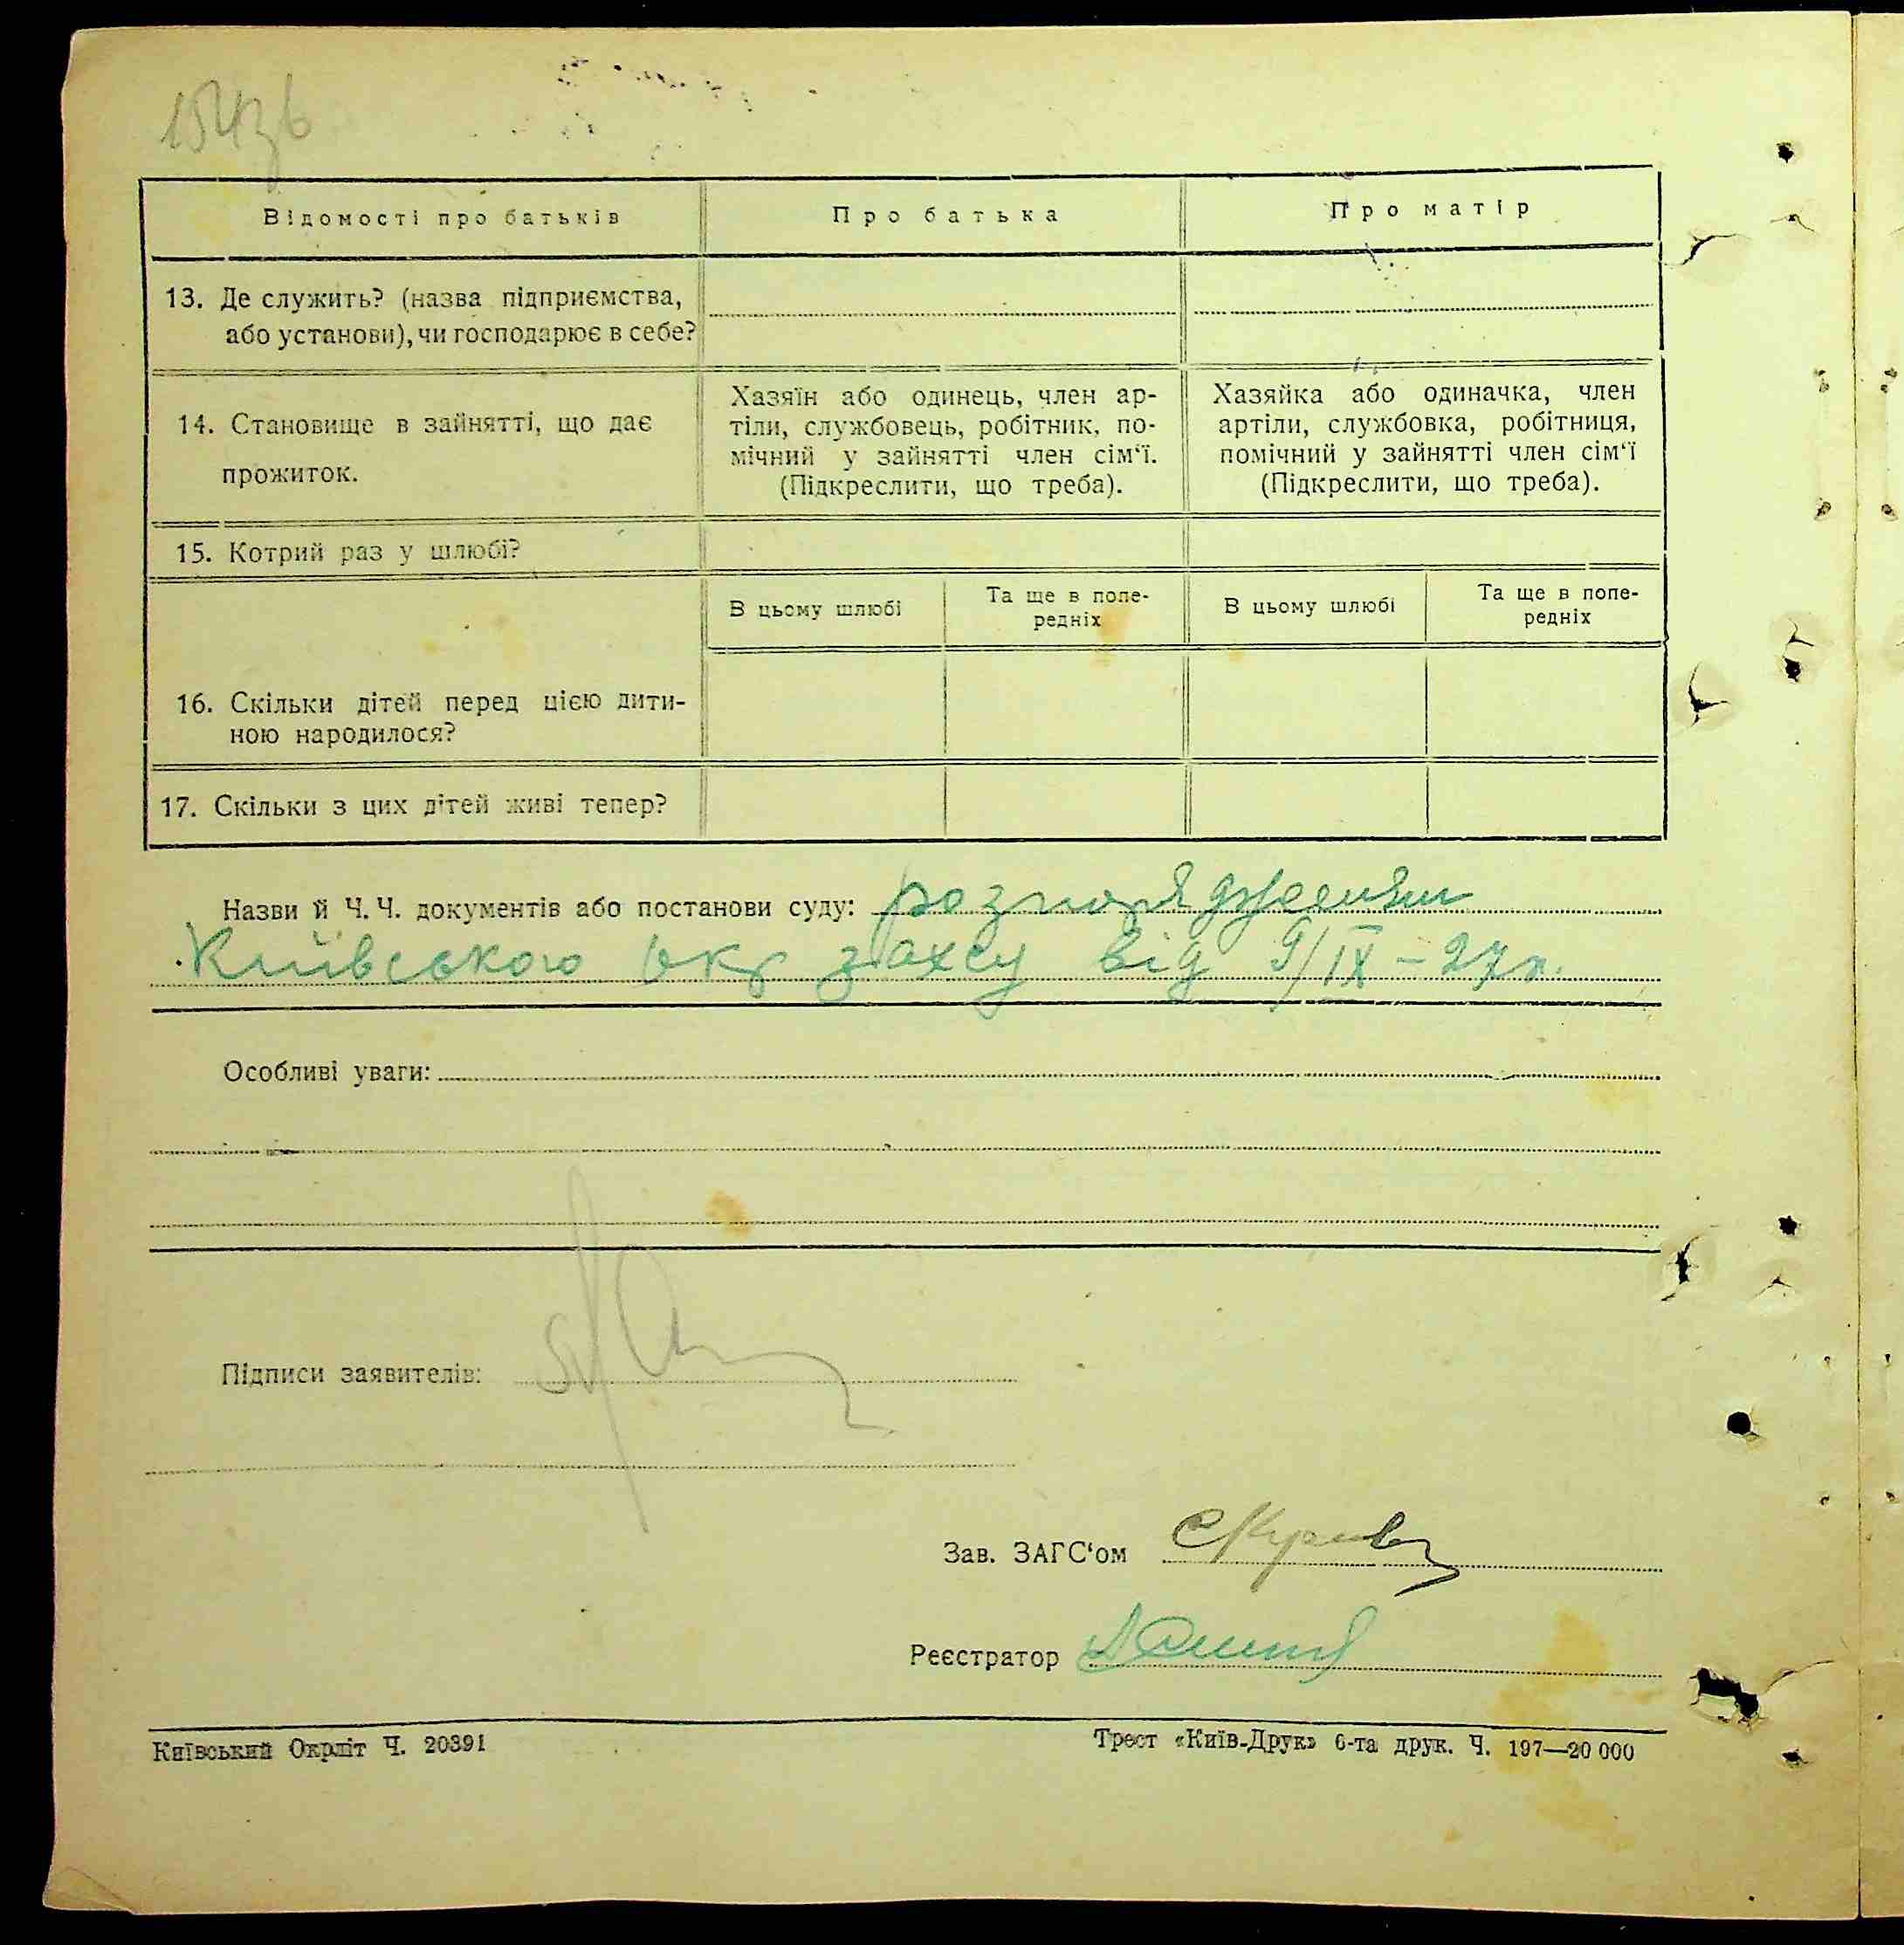 Відомості про батьків
Про батька
Про матір
13. Де служить? (назва підприємства,
або установи), чи господарює в себе?
14. Становище в зайнятті, що дає
прожиток.
Хазяїн або одинець, член ар-
тіли, службовець, робітник, по-
мічний у зайнятті член сім‘ї.
(Підкреслити, що треба).
Хазяйка або одиначка, член
артіли, службовка, робітниця,
помічний у зайнятті член сім‘ї
(Підкреслити, що треба).
15. Котрий раз у шлюбі?
В цьому шлюбі
Та ще в попе-
редніх
В цьому шлюбі
Та ще в попе-
редніх
16. Скільки дітей перед цією дити-
ною народилося?
17. Скільки з цих дітей живі тепер?
Назви й Ч. Ч. документів або постанови суду: розпорядження
Київського окр загсу від 9/IX - 27 р.
Особливі уваги:
Підписи заявителів:
Зав. ЗАГС‘ом
Реєстратор
Київський Окрліт Ч. 20391
Трест «Київ-Друк» 6-та друк. Ч. 197—20 000